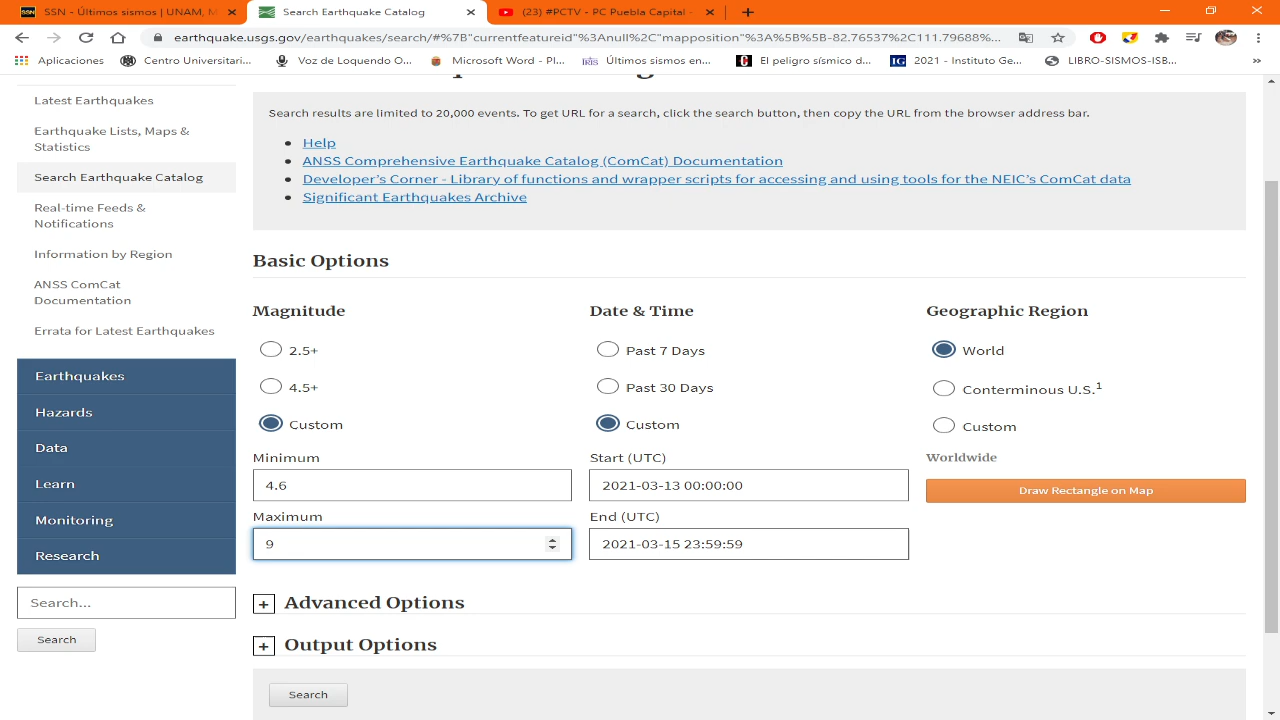 SSN - Últimos sismos | UNAM, M
Search Earthquake Catalog
(23) #PCTV - PC Puebla Capital -
earthquake.usgs.gov/earthquakes/search/#%7B"currentfeatureid"%3Anull%2C"mapposition"%3A%5B%5B-82.76537%2C111.79688%...
Aplicaciones
Centro Universitari...
Voz de Loquendo O...
Microsoft Word - Pl...
Últimos sismos en...
El peligro sísmico d...
IG
2021 - Instituto Ge...
LIBRO-SISMOS-ISB...
Latest Earthquakes
Earthquake Lists, Maps &
Statistics
Search Earthquake Catalog
Real-time Feeds &
Notifications
Information by Region
ANSS ComCat
Documentation
Errata for Latest Earthquakes
Earthquakes
Hazards
Data
Learn
Monitoring
Research
Search...
Search
Search results are limited to 20,000 events. To get URL for a search, click the search button, then copy the URL from the browser address bar.
Help
ANSS Comprehensive Earthquake Catalog (ComCat) Documentation
Developer's Corner - Library of functions and wrapper scripts for accessing and using tools for the NEIC's ComCat data
Significant Earthquakes Archive
Basic Options
Magnitude
2.5+
4.5+
Custom
Minimum
4.6
Maximum
9
Date & Time
Past 7 Days
Past 30 Days
Custom
Start (UTC)
2021-03-13 00:00:00
End (UTC)
2021-03-15 23:59:59
Geographic Region
World
Conterminous U.S.1
Custom
Worldwide
Draw Rectangle on Map
+ Advanced Options
+ Output Options
Search